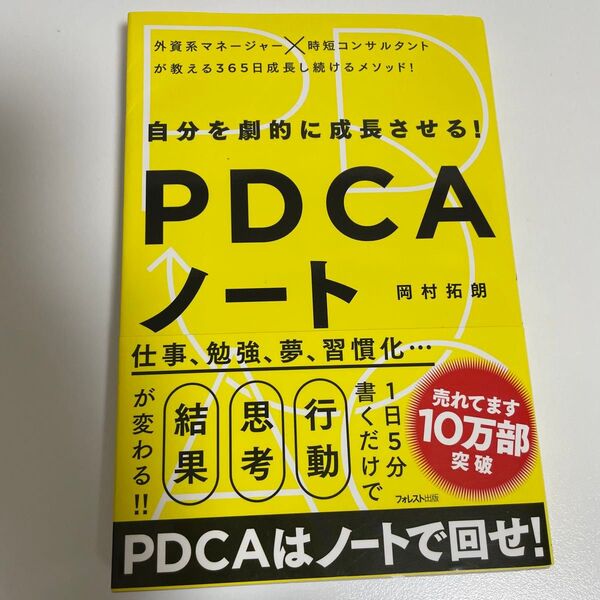 外資系マネージャー×時短コンサルタント
が教える365日成長し続けるメソッド!
自分を劇的に成長させる!
PDCA
ノート
岡村拓朗
仕事、勉強、夢、習慣化…
1日5分
書くだけで
行動
思考
結果
が変わる!!
売れてます
10万部
突破
フォレスト出版
PDCAはノートで回せ!